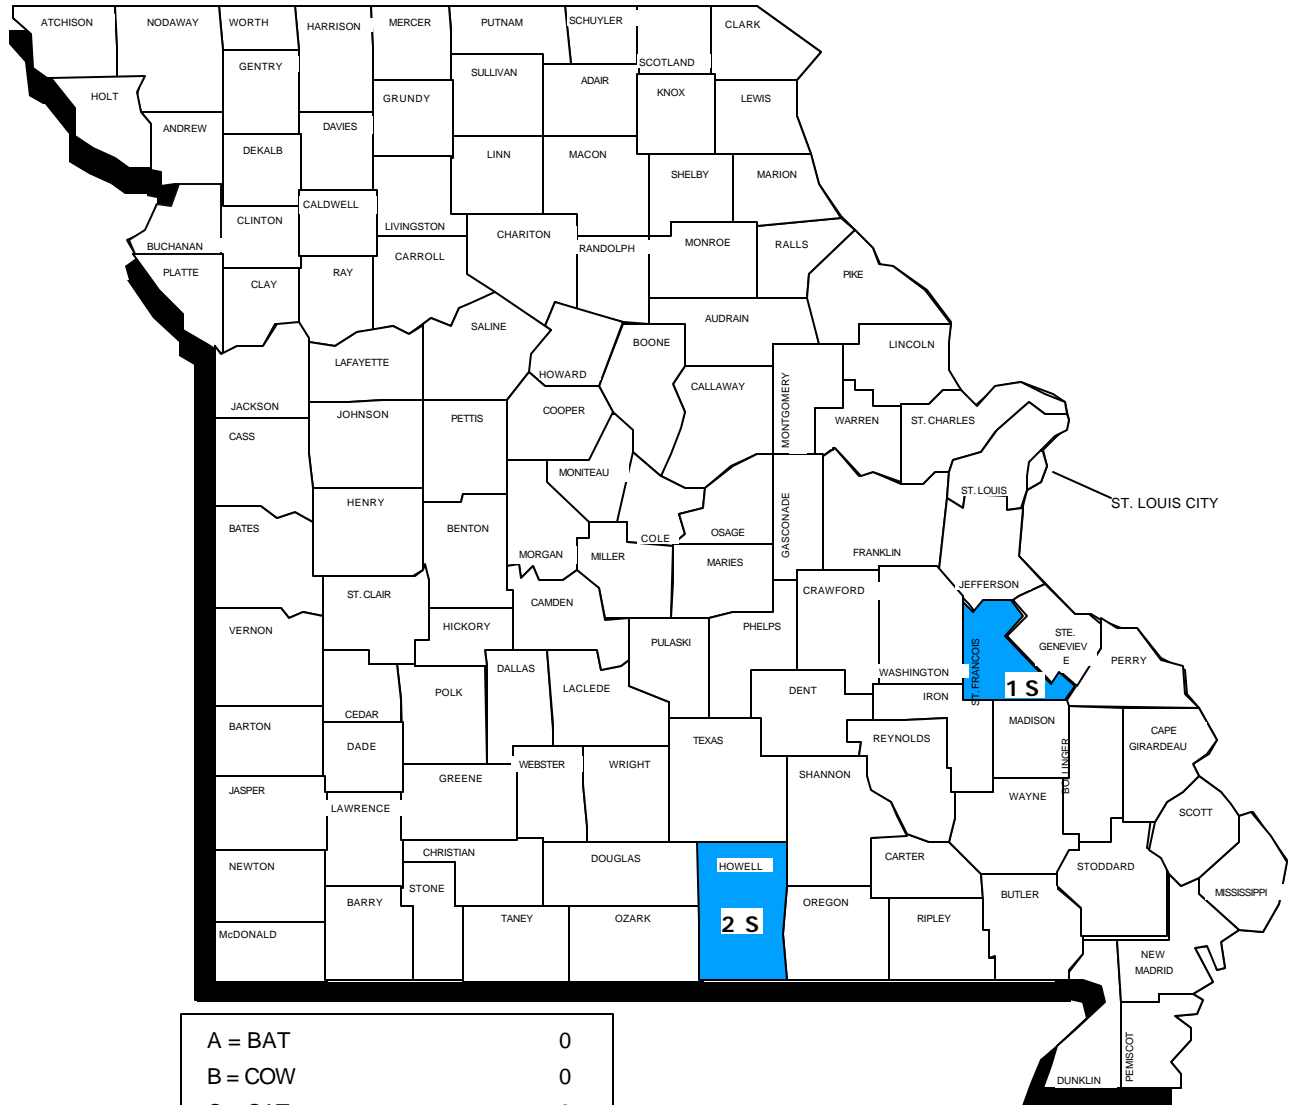 ATCHISON
NODAWAY
WORTH
HARRISON
MERCER
PUTNAM
SCHUYLER
SCOTLAND
CLARK
HOLT
GENTRY
GRUNDY
SULLIVAN
ADAIR
KNOX
LEWIS
ANDREW
DEKALB
DAVIES
LINN
MACON
SHELBY
MARION
BUCHANAN
CLINTON
CALDWELL
LIVINGSTON
CHARITON
RANDOLPH
MONROE
RALLS
PLATTE
CLAY
RAY
CARROLL
PIKE
SALINE
AUDRAIN
LAFAYETTE
HOWARD
BOONE
CALLAWAY
MONTGOMERY
LINCOLN
JACKSON
JOHNSON
PETTIS
COOPER
WARREN
ST. CHARLES
CASS
MONITEAU
ST. LOUIS
ST. LOUIS CITY
BATES
HENRY
BENTON
MORGAN
MILLER
COLE
OSAGE
GASCONADE
FRANKLIN
JEFFERSON
ST. CLAIR
CAMDEN
MARIES
CRAWFORD
VERNON
HICKORY
PULASKI
PHELPS
WASHINGTON
ST. FRANCOIS
1 S
STE.
GENEVIEV
E
PERRY
CEDAR
POLK
DALLAS
LACLEDE
DENT
IRON
MADISON
BARTON
DADE
TEXAS
REYNOLDS
BOLLINGER
CAPE
GIRARDEAU
JASPER
GREENE
WEBSTER
WRIGHT
SHANNON
WAYNE
SCOTT
LAWRENCE
NEWTON
CHRISTIAN
DOUGLAS
HOWELL
2 S
CARTER
STODDARD
MISSISSIPPI
BARRY
STONE
TANEY
OZARK
OREGON
RIPLEY
BUTLER
McDONALD
NEW
MADRID
DUNKLIN
PEMISCOT
A = BAT 0
B = COW 0